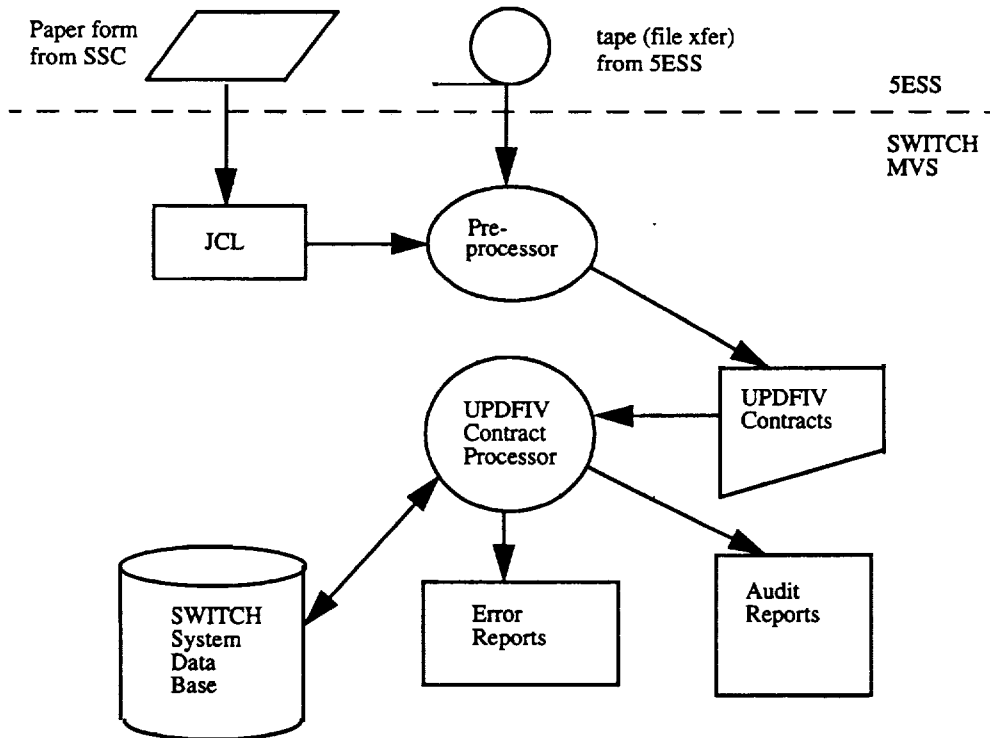 Paper form
from SSC
tape (file xfer)
from 5ESS
5ESS
SWITCH
MVS
JCL
Pre-
processor
UPDFIV
Contracts
UPDFIV
Contract
Processor
SWITCH
System
Data
Base
Error
Reports
Audit
Reports